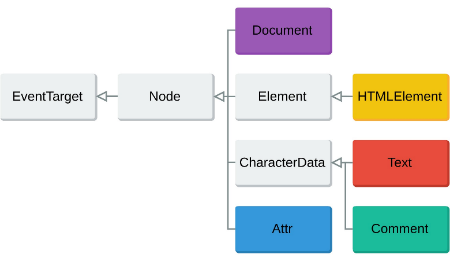 Document
EventTarget
Node
Element
HTMLElement
CharacterData
Text
Attr
Comment